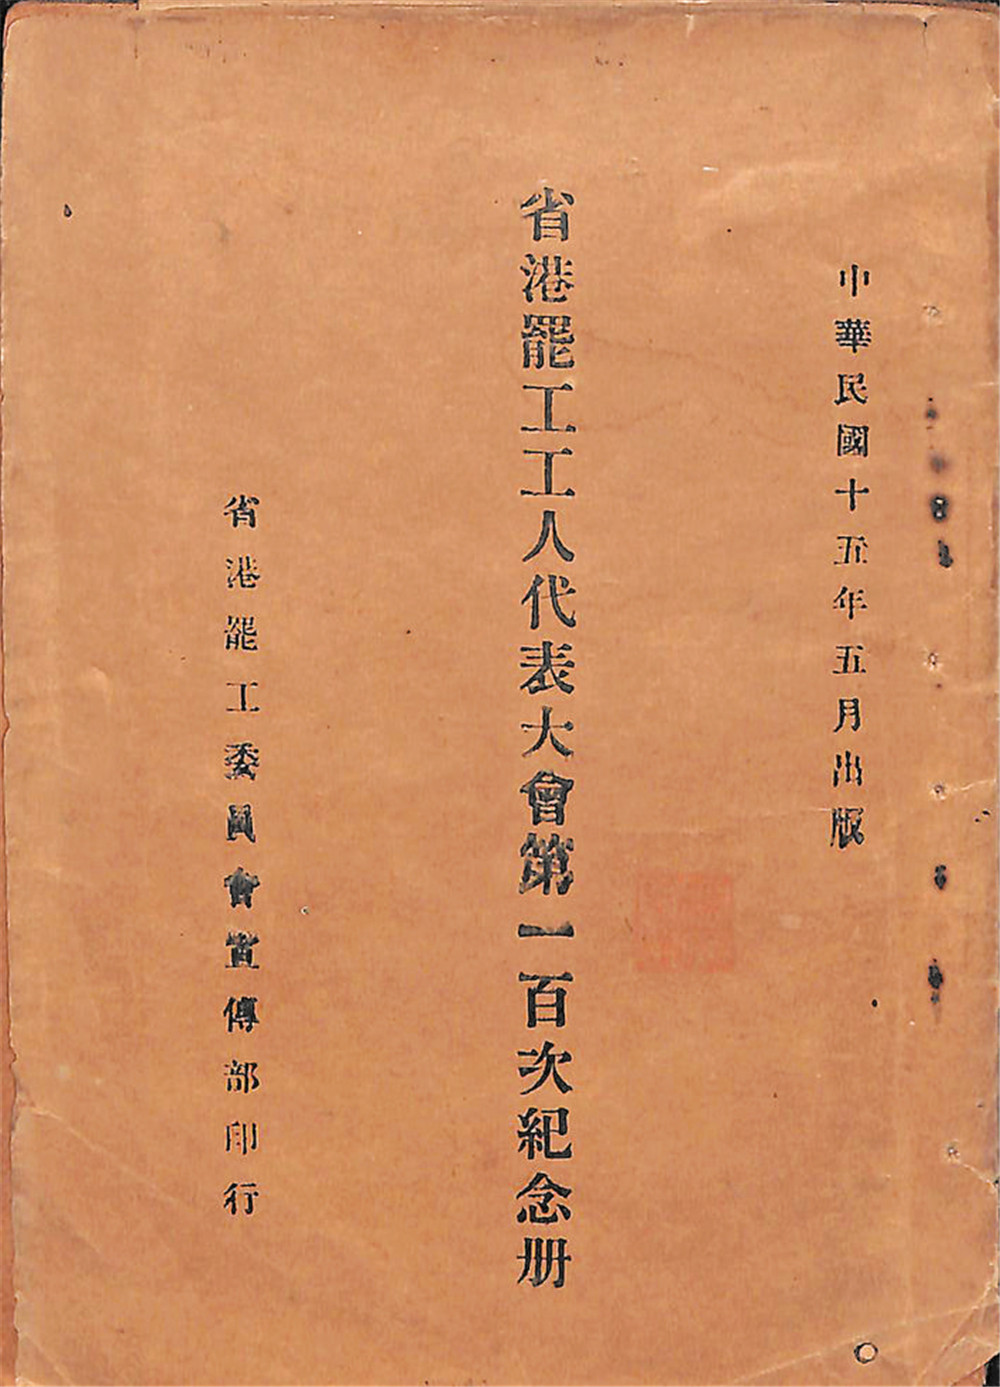 中華民國十五年五月出版
省港罷工工人代表大會第一百次紀念册
省港罷工委員會宣傳部印行